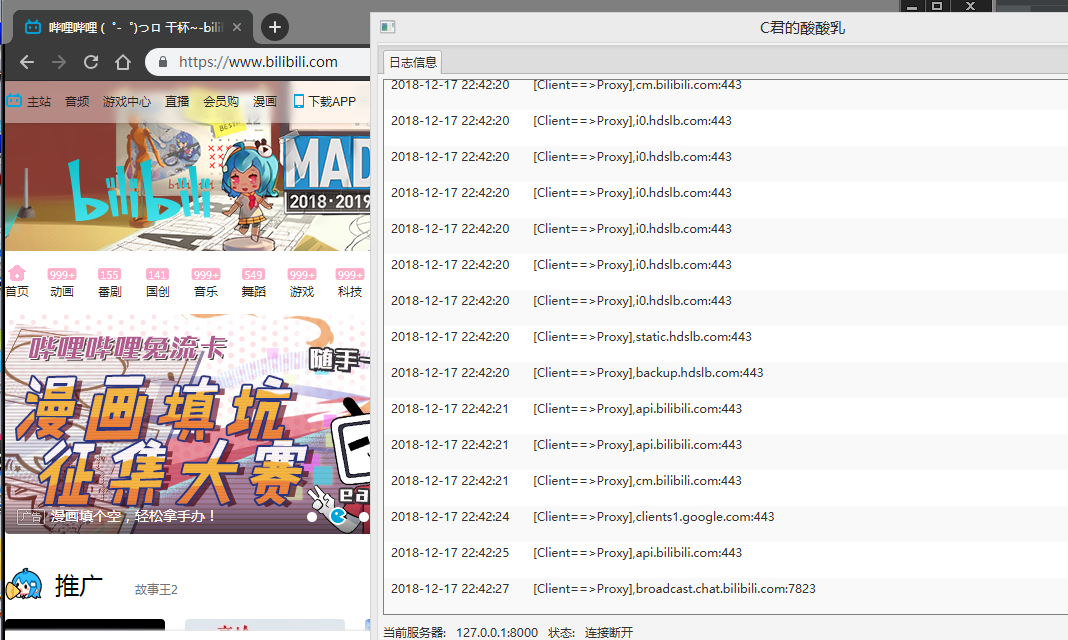 哔哩哔哩 ( ゜- ゜)つロ 干杯~-bili
https://www.bilibili.com
主站 音频 游戏中心 直播 会员购 漫画 下载APP
BEST
bilibili
bilibili
MAD
2018·2019
999+ 155 141 999+ 549 999+ 999+
首页 动画 番剧 国创 音乐 舞蹈 游戏 科技
哔哩哔哩免流卡
随手一
漫画填坑
征集大赛
广告 漫画填个空，轻松拿手办！
推广 故事王2
C君的酸酸乳
日志信息
2018-12-17 22:42:20 [Client==>Proxy],cm.bilibili.com:443
2018-12-17 22:42:20 [Client==>Proxy],i0.hdslb.com:443
2018-12-17 22:42:20 [Client==>Proxy],i0.hdslb.com:443
2018-12-17 22:42:20 [Client==>Proxy],i0.hdslb.com:443
2018-12-17 22:42:20 [Client==>Proxy],i0.hdslb.com:443
2018-12-17 22:42:20 [Client==>Proxy],i0.hdslb.com:443
2018-12-17 22:42:20 [Client==>Proxy],i0.hdslb.com:443
2018-12-17 22:42:20 [Client==>Proxy],static.hdslb.com:443
2018-12-17 22:42:20 [Client==>Proxy],backup.hdslb.com:443
2018-12-17 22:42:21 [Client==>Proxy],api.bilibili.com:443
2018-12-17 22:42:21 [Client==>Proxy],api.bilibili.com:443
2018-12-17 22:42:21 [Client==>Proxy],cm.bilibili.com:443
2018-12-17 22:42:24 [Client==>Proxy],clients1.google.com:443
2018-12-17 22:42:25 [Client==>Proxy],api.bilibili.com:443
2018-12-17 22:42:27 [Client==>Proxy],broadcast.chat.bilibili.com:7823
当前服务器: 127.0.0.1:8000 状态: 连接断开